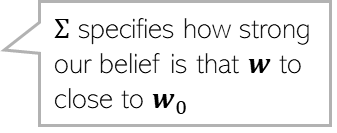 Σ specifies how strong
our belief is that w to
close to w₀